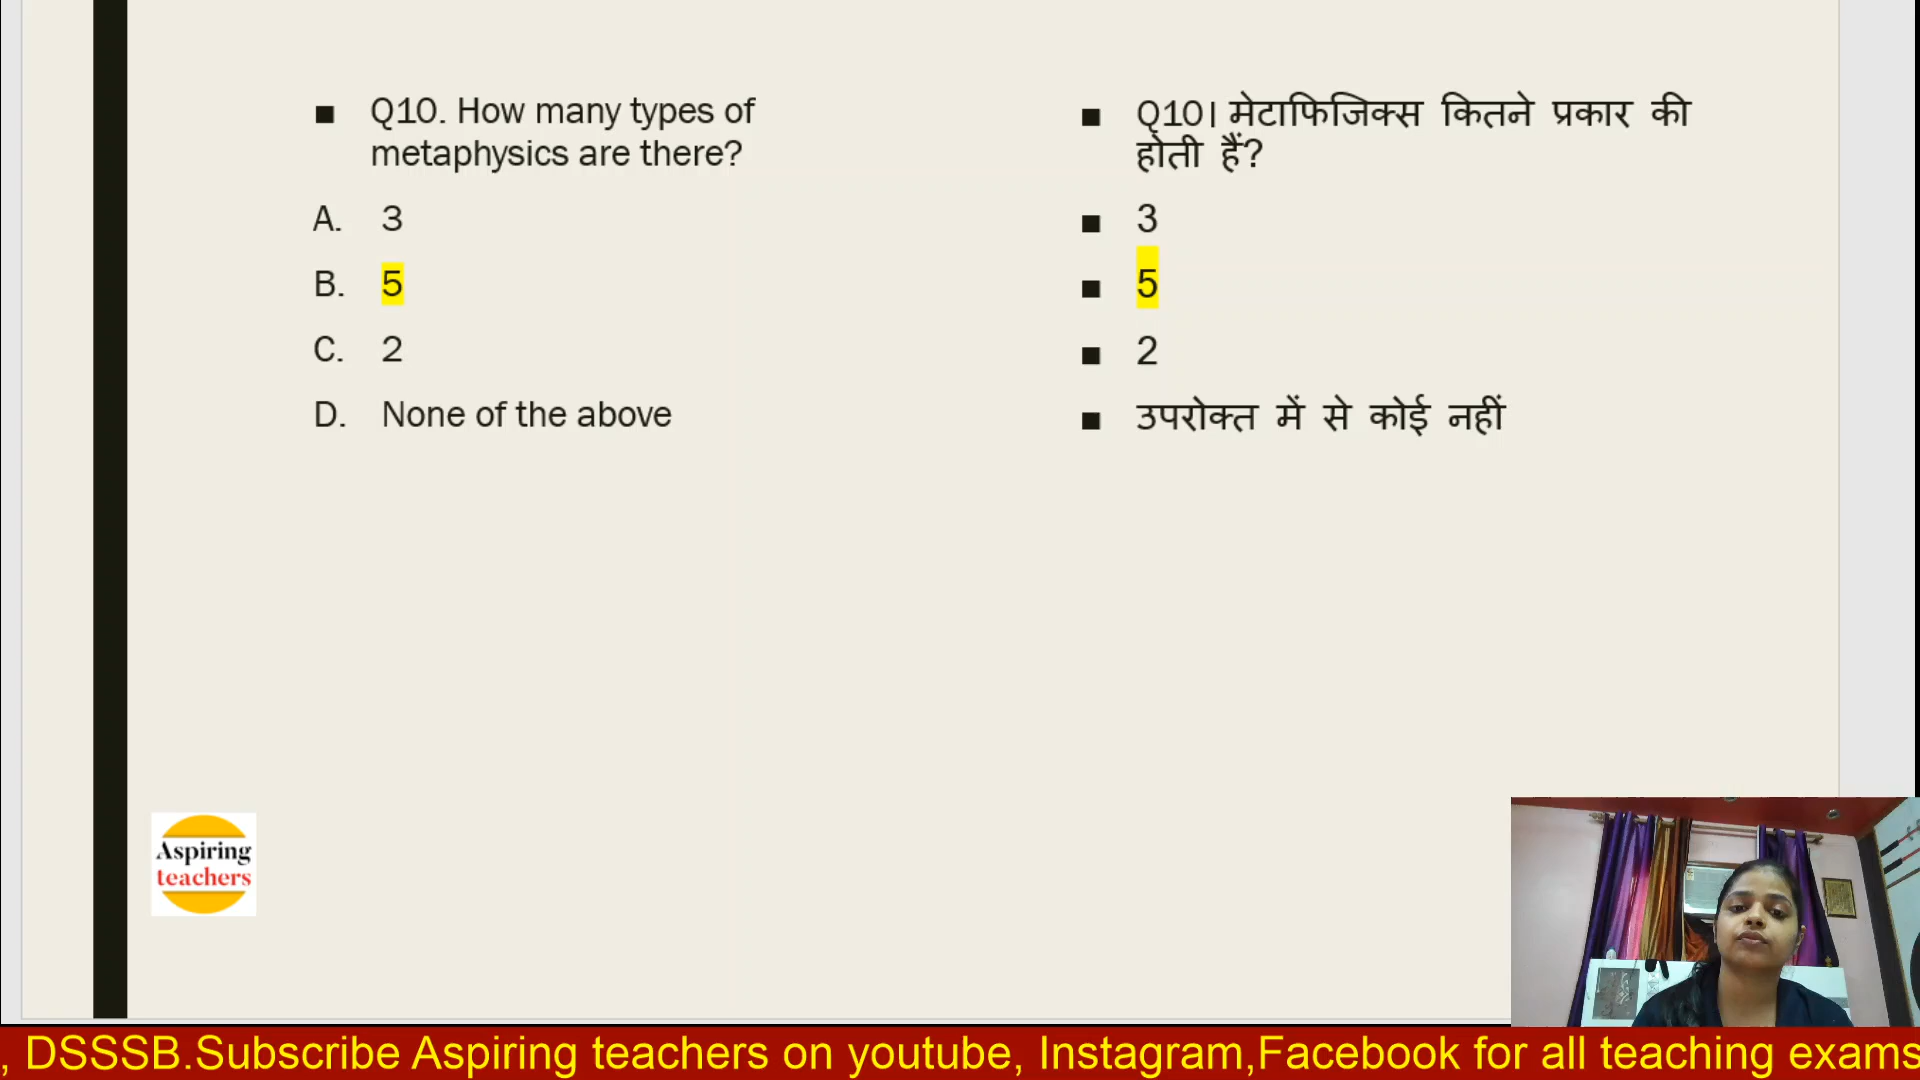 Q10. How many types of
metaphysics are there?
A. 3
B. 5
C. 2
D. None of the above
Q10। मेटाफिजिक्स कितने प्रकार की
होती हैं?
3
5
2
उपरोक्त में से कोई नहीं
Aspiring
teachers
, DSSSB.Subscribe Aspiring teachers on youtube, Instagram,Facebook for all teaching exams